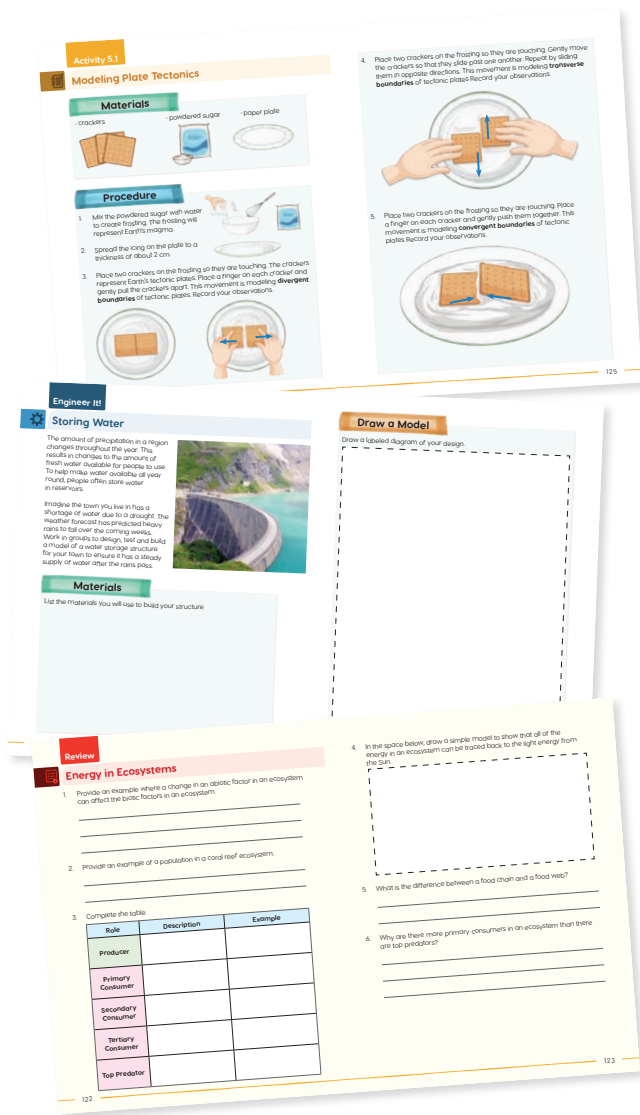 Activity 5.1
Modeling Plate Tectonics
Materials
· crackers
· powdered sugar
· paper plate
Procedure
1. Mix the powdered sugar with water
to create frosting. The frosting will
represent Earth's magma.
2. Spread the icing on the plate to a
thickness of about 2 cm.
3. Place two crackers on the frosting so they are touching. The crackers
represent Earth's tectonic plates. Place a finger on each cracker and
gently pull the crackers apart. This movement is modeling divergent
boundaries of tectonic plates. Record your observations.
4. Place two crackers on the frosting so they are touching. Gently move
the crackers so that they slide past one another. Repeat by sliding
them in opposite directions. This movement is modeling transverse
boundaries of tectonic plates Record your observations.
5. Place two crackers on the frosting so they are touching. Place
a finger on each cracker and gently push them together. This
movement is modeling convergent boundaries of tectonic
plates Record your observations.
125
Engineer It!
Storing Water
The amount of precipitation in a region
changes throughout the year. This
results in changes to the amount of
fresh water available for people to use.
To help make water available all year
round, people often store water
in reservoirs.
Imagine the town you live in has a
shortage of water due to a drought. The
weather forecast has predicted heavy
rains to fall over the coming weeks.
Work in groups to design, test and build
a model of a water storage structure
for your town to ensure it has a steady
supply of water after the rains pass.
Materials
List the materials you will use to build your structure.
Draw a Model
Draw a labeled diagram of your design.
Review
Energy in Ecosystems
1. Provide an example where a change in an abiotic factor in an ecosystem
can affect the biotic factors in an ecosystem.
2. Provide an example of a population in a coral reef ecosystem.
3. Complete the table.
Role Description Example
Producer
Primary
Consumer
Secondary
Consumer
Tertiary
Consumer
Top Predator
122
4. In the space below, draw a simple model to show that all of the
energy in an ecosystem can be traced back to the light energy from
the Sun.
5. What is the difference between a food chain and a food web?
6. Why are there more primary consumers in an ecosystem than there
are top predators?
123